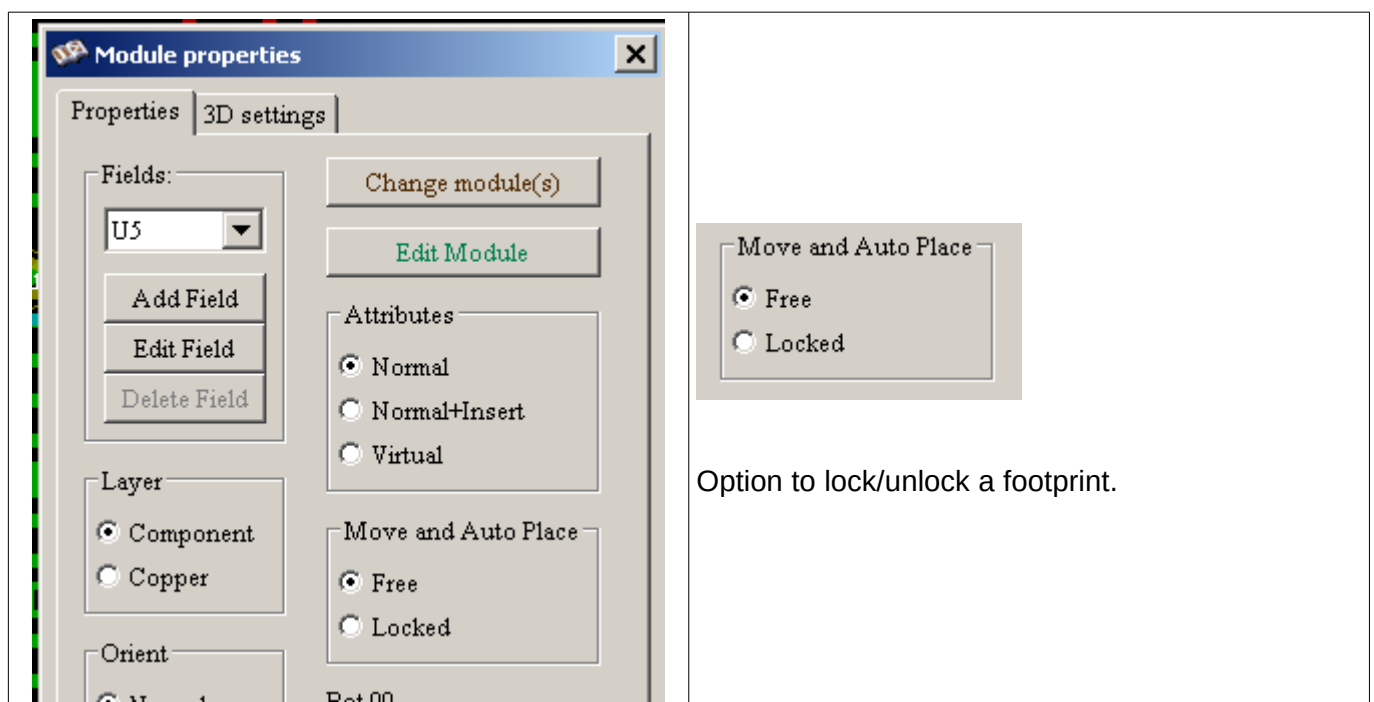 Module properties
Properties
3D settings
Fields:
U5
Add Field
Edit Field
Delete Field
Layer
Component
Copper
Orient
Change module(s)
Edit Module
Attributes
Normal
Normal+Insert
Virtual
Move and Auto Place
Free
Locked
Move and Auto Place
Free
Locked
Option to lock/unlock a footprint.